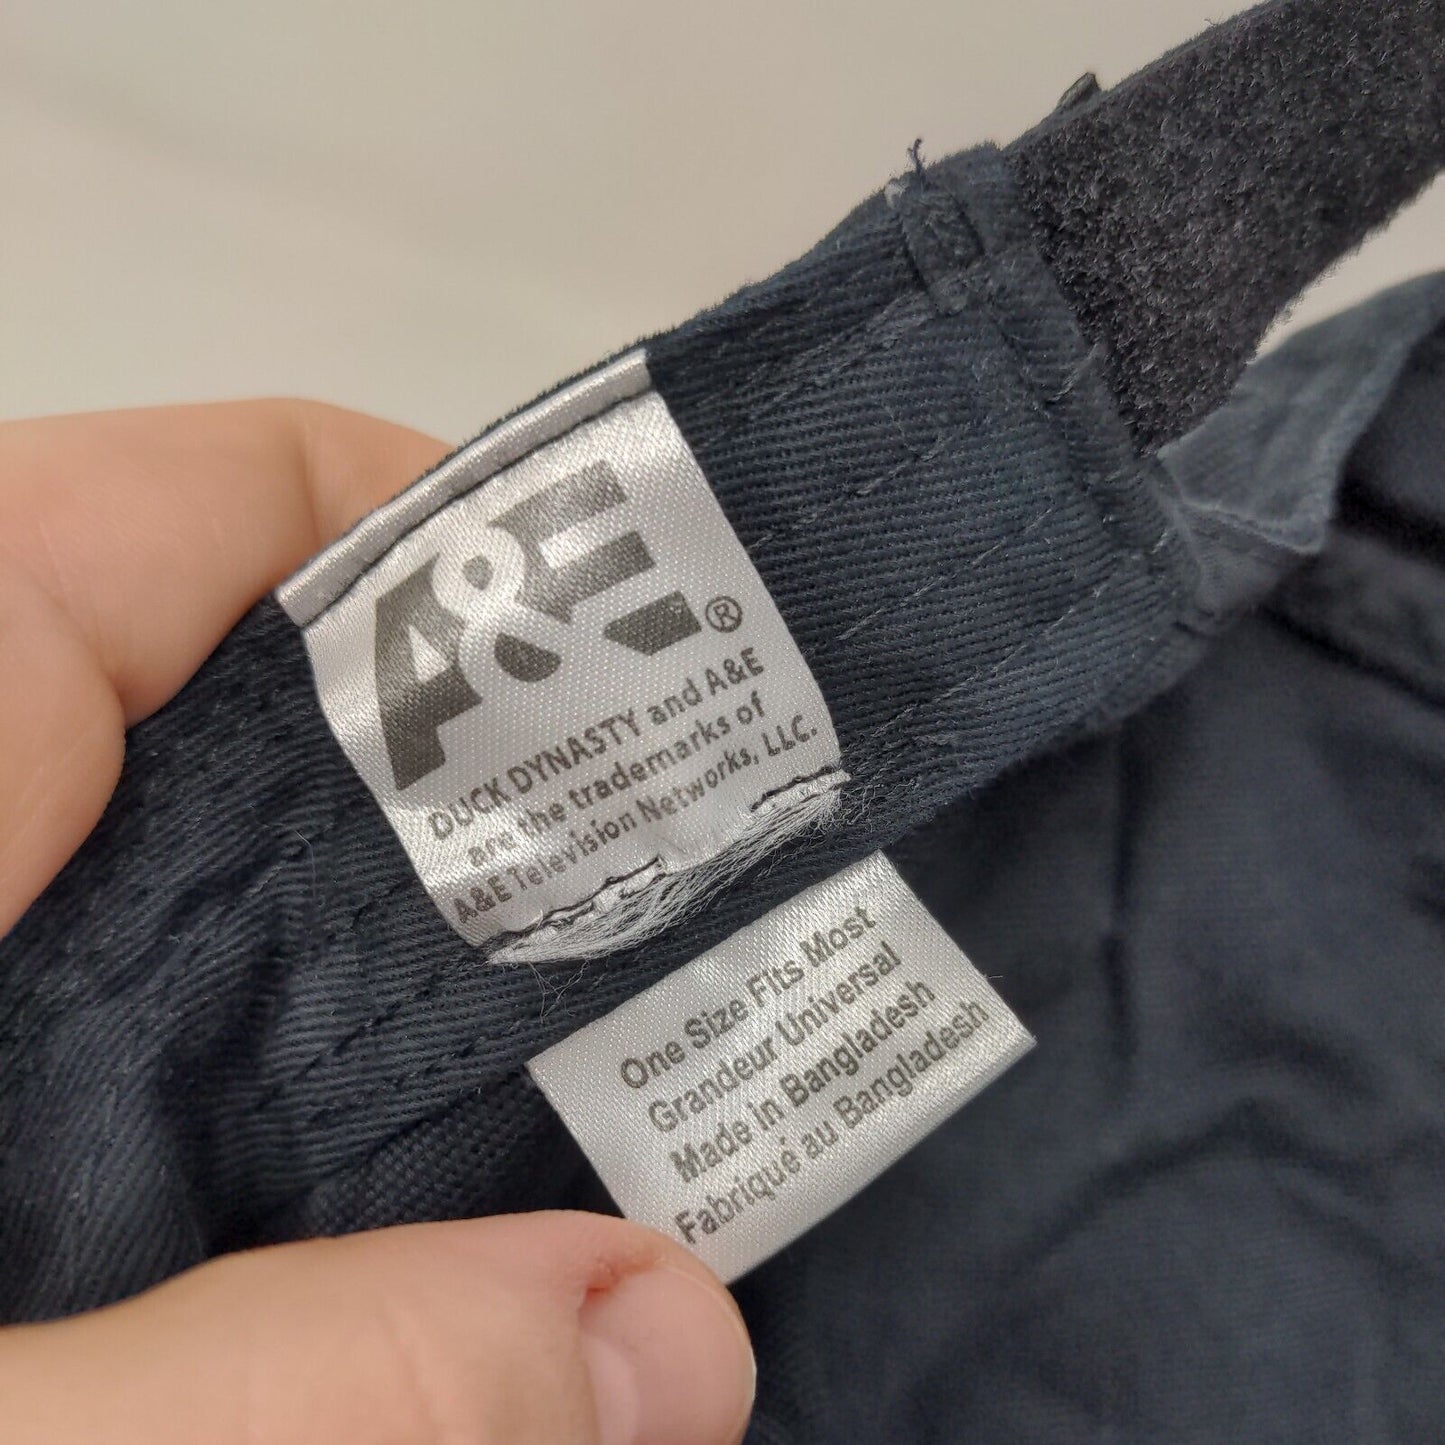 A&E®
DUCK DYNASTY and A&E
are the trademarks of
A&E Television Networks, LLC.
One Size Fits Most
Grandeur Universal
Made in Bangladesh
Fabriqué au Bangladesh